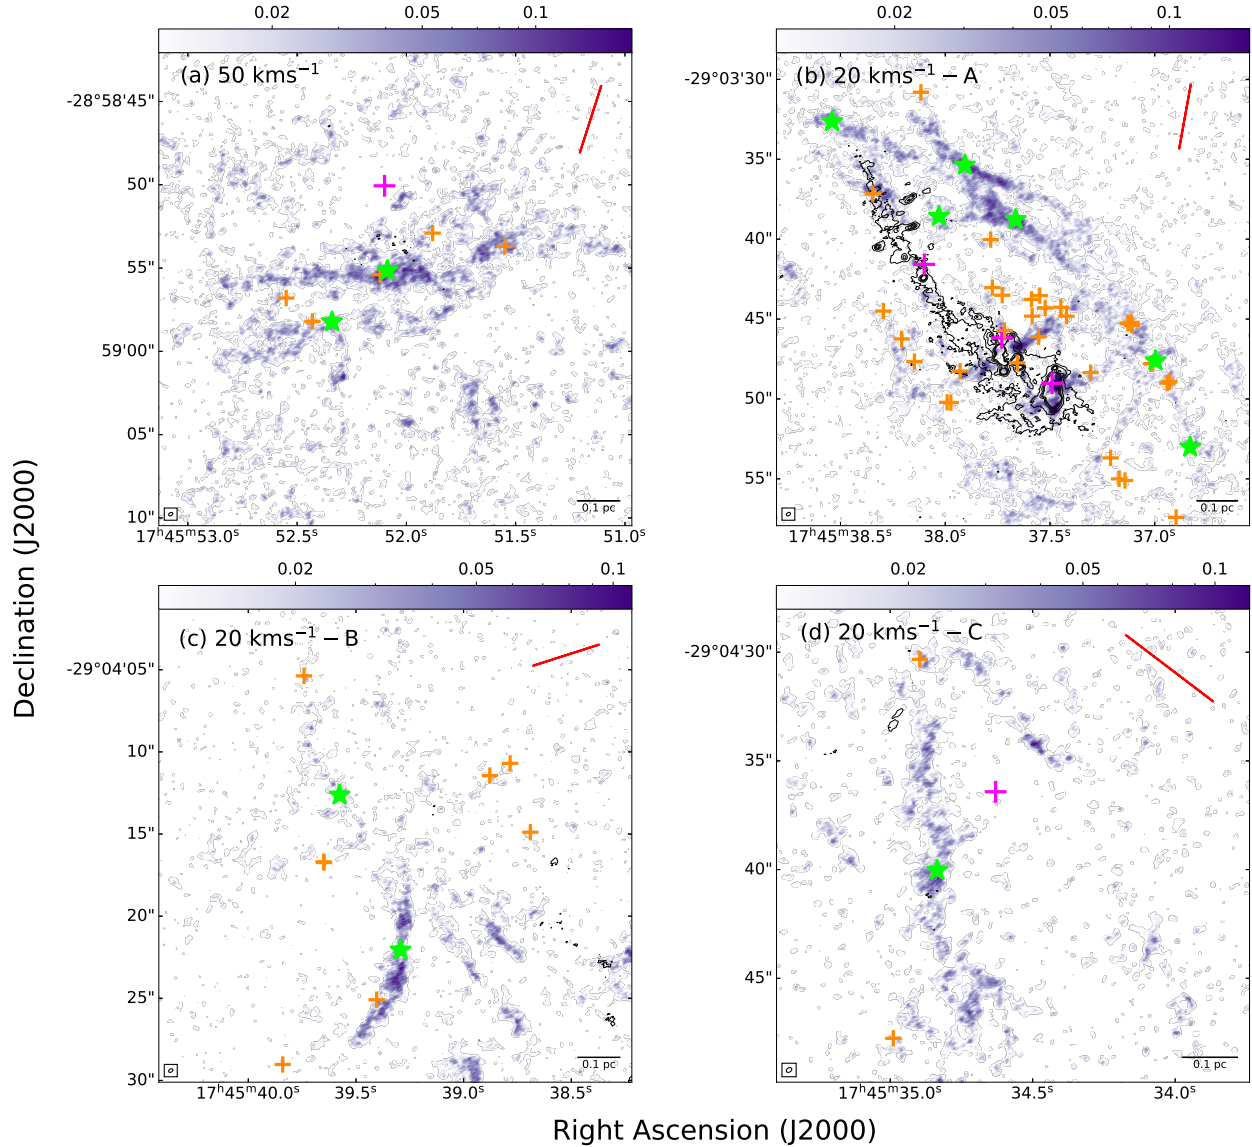 0.02 0.05 0.1
(a) 50 kms⁻¹
-28°58'45"
50"
55"
59'00"
05"
10"
0.1 pc
17ʰ45ᵐ53.0ˢ 52.5ˢ 52.0ˢ 51.5ˢ 51.0ˢ
0.02 0.05 0.1
(b) 20 kms⁻¹ − A
-29°03'30"
35"
40"
45"
50"
55"
0.1 pc
17ʰ45ᵐ38.5ˢ 38.0ˢ 37.5ˢ 37.0ˢ
0.02 0.05 0.1
(c) 20 kms⁻¹ − B
-29°04'05"
10"
15"
20"
25"
30"
0.1 pc
17ʰ45ᵐ40.0ˢ 39.5ˢ 39.0ˢ 38.5ˢ
0.02 0.05 0.1
(d) 20 kms⁻¹ − C
-29°04'30"
35"
40"
45"
0.1 pc
17ʰ45ᵐ35.0ˢ 34.5ˢ 34.0ˢ
Declination (J2000)
Right Ascension (J2000)